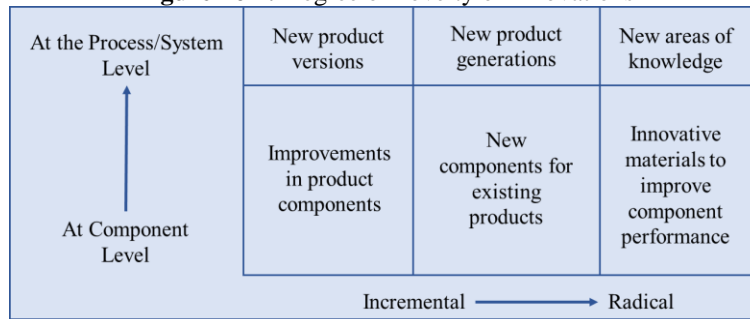 At the Process/System
Level
New product
versions
New product
generations
New areas of
knowledge
Improvements
in product
components
New
components for
existing
products
Innovative
materials to
improve
component
performance
At Component
Level
Incremental
Radical